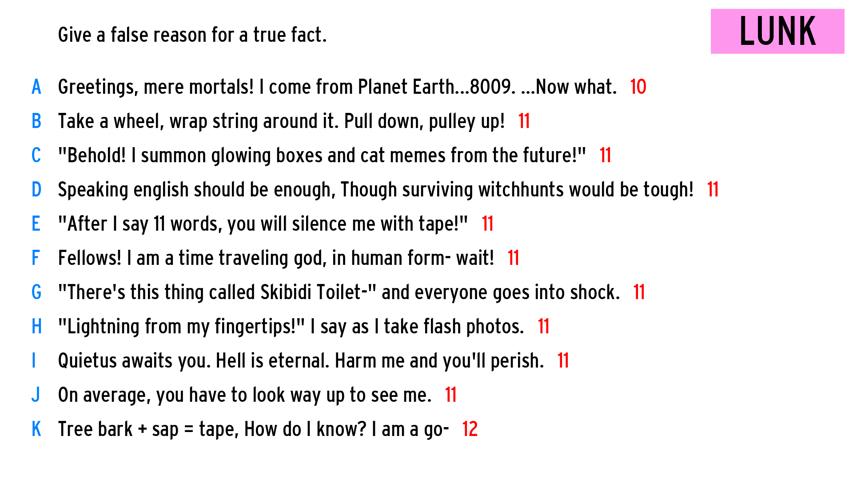 Give a false reason for a true fact.
LUNK
A Greetings, mere mortals! I come from Planet Earth...8009. ...Now what. 10
B Take a wheel, wrap string around it. Pull down, pulley up! 11
C "Behold! I summon glowing boxes and cat memes from the future!" 11
D Speaking english should be enough, Though surviving witchhunts would be tough! 11
E "After I say 11 words, you will silence me with tape!" 11
F Fellows! I am a time traveling god, in human form- wait! 11
G "There's this thing called Skibidi Toilet-" and everyone goes into shock. 11
H "Lightning from my fingertips!" I say as I take flash photos. 11
I Quietus awaits you. Hell is eternal. Harm me and you'll perish. 11
J On average, you have to look way up to see me. 11
K Tree bark + sap = tape, How do I know? I am a go- 12